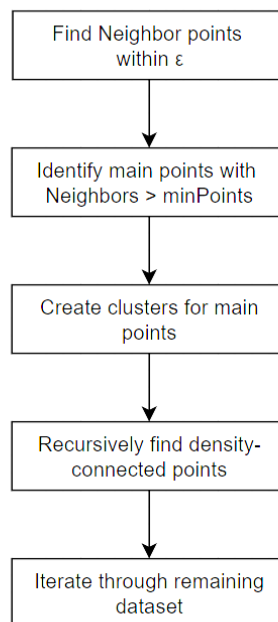 Find Neighbor points
within ε
Identify main points with
Neighbors > minPoints
Create clusters for main
points
Recursively find density-
connected points
Iterate through remaining
dataset